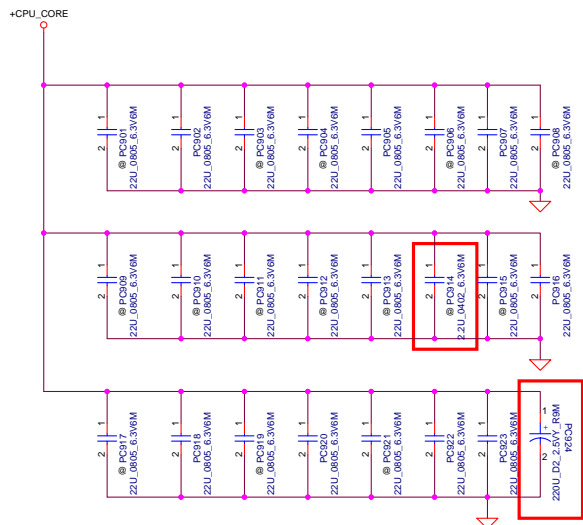 +CPU_CORE
1
2
@ PC901
22U_0805_6.3V6M
1
2
PC902
22U_0805_6.3V6M
1
2
@ PC903
22U_0805_6.3V6M
1
2
@ PC904
22U_0805_6.3V6M
1
2
PC905
22U_0805_6.3V6M
1
2
@ PC906
22U_0805_6.3V6M
1
2
PC907
22U_0805_6.3V6M
1
2
@ PC908
22U_0805_6.3V6M
1
2
@ PC909
22U_0805_6.3V6M
1
2
@ PC910
22U_0805_6.3V6M
1
2
@ PC911
22U_0805_6.3V6M
1
2
@ PC912
22U_0805_6.3V6M
1
2
@ PC913
22U_0805_6.3V6M
1
2
@ PC914
2.2U_0402_6.3V6M
1
2
@ PC915
22U_0805_6.3V6M
1
2
PC916
22U_0805_6.3V6M
1
2
@ PC917
22U_0805_6.3V6M
1
2
PC918
22U_0805_6.3V6M
1
2
@ PC919
22U_0805_6.3V6M
1
2
PC920
22U_0805_6.3V6M
1
2
@ PC921
22U_0805_6.3V6M
1
2
PC922
22U_0805_6.3V6M
1
2
PC923
22U_0805_6.3V6M
1
+
2
PC924
220U_D2_2.5VY_R9M